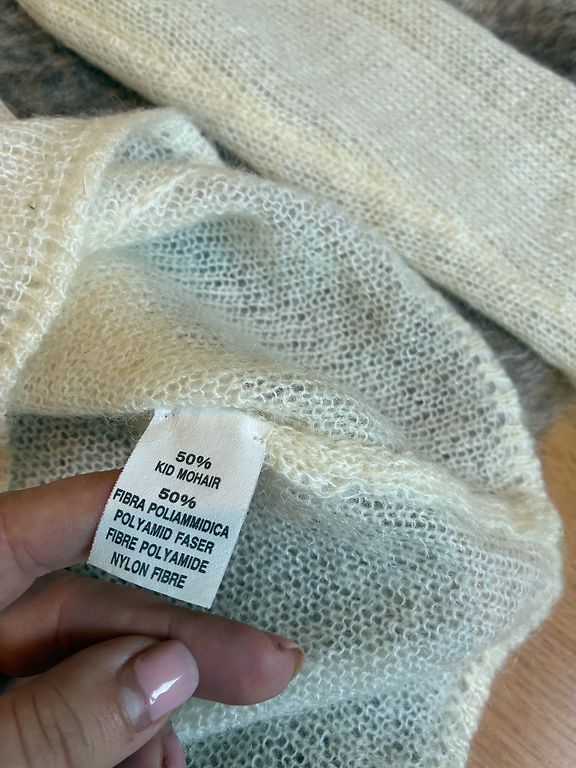 50%
KID MOHAIR
50%
FIBRA POLIAMMIDICA
POLYAMID FASER
FIBRE POLYAMIDE
NYLON FIBRE